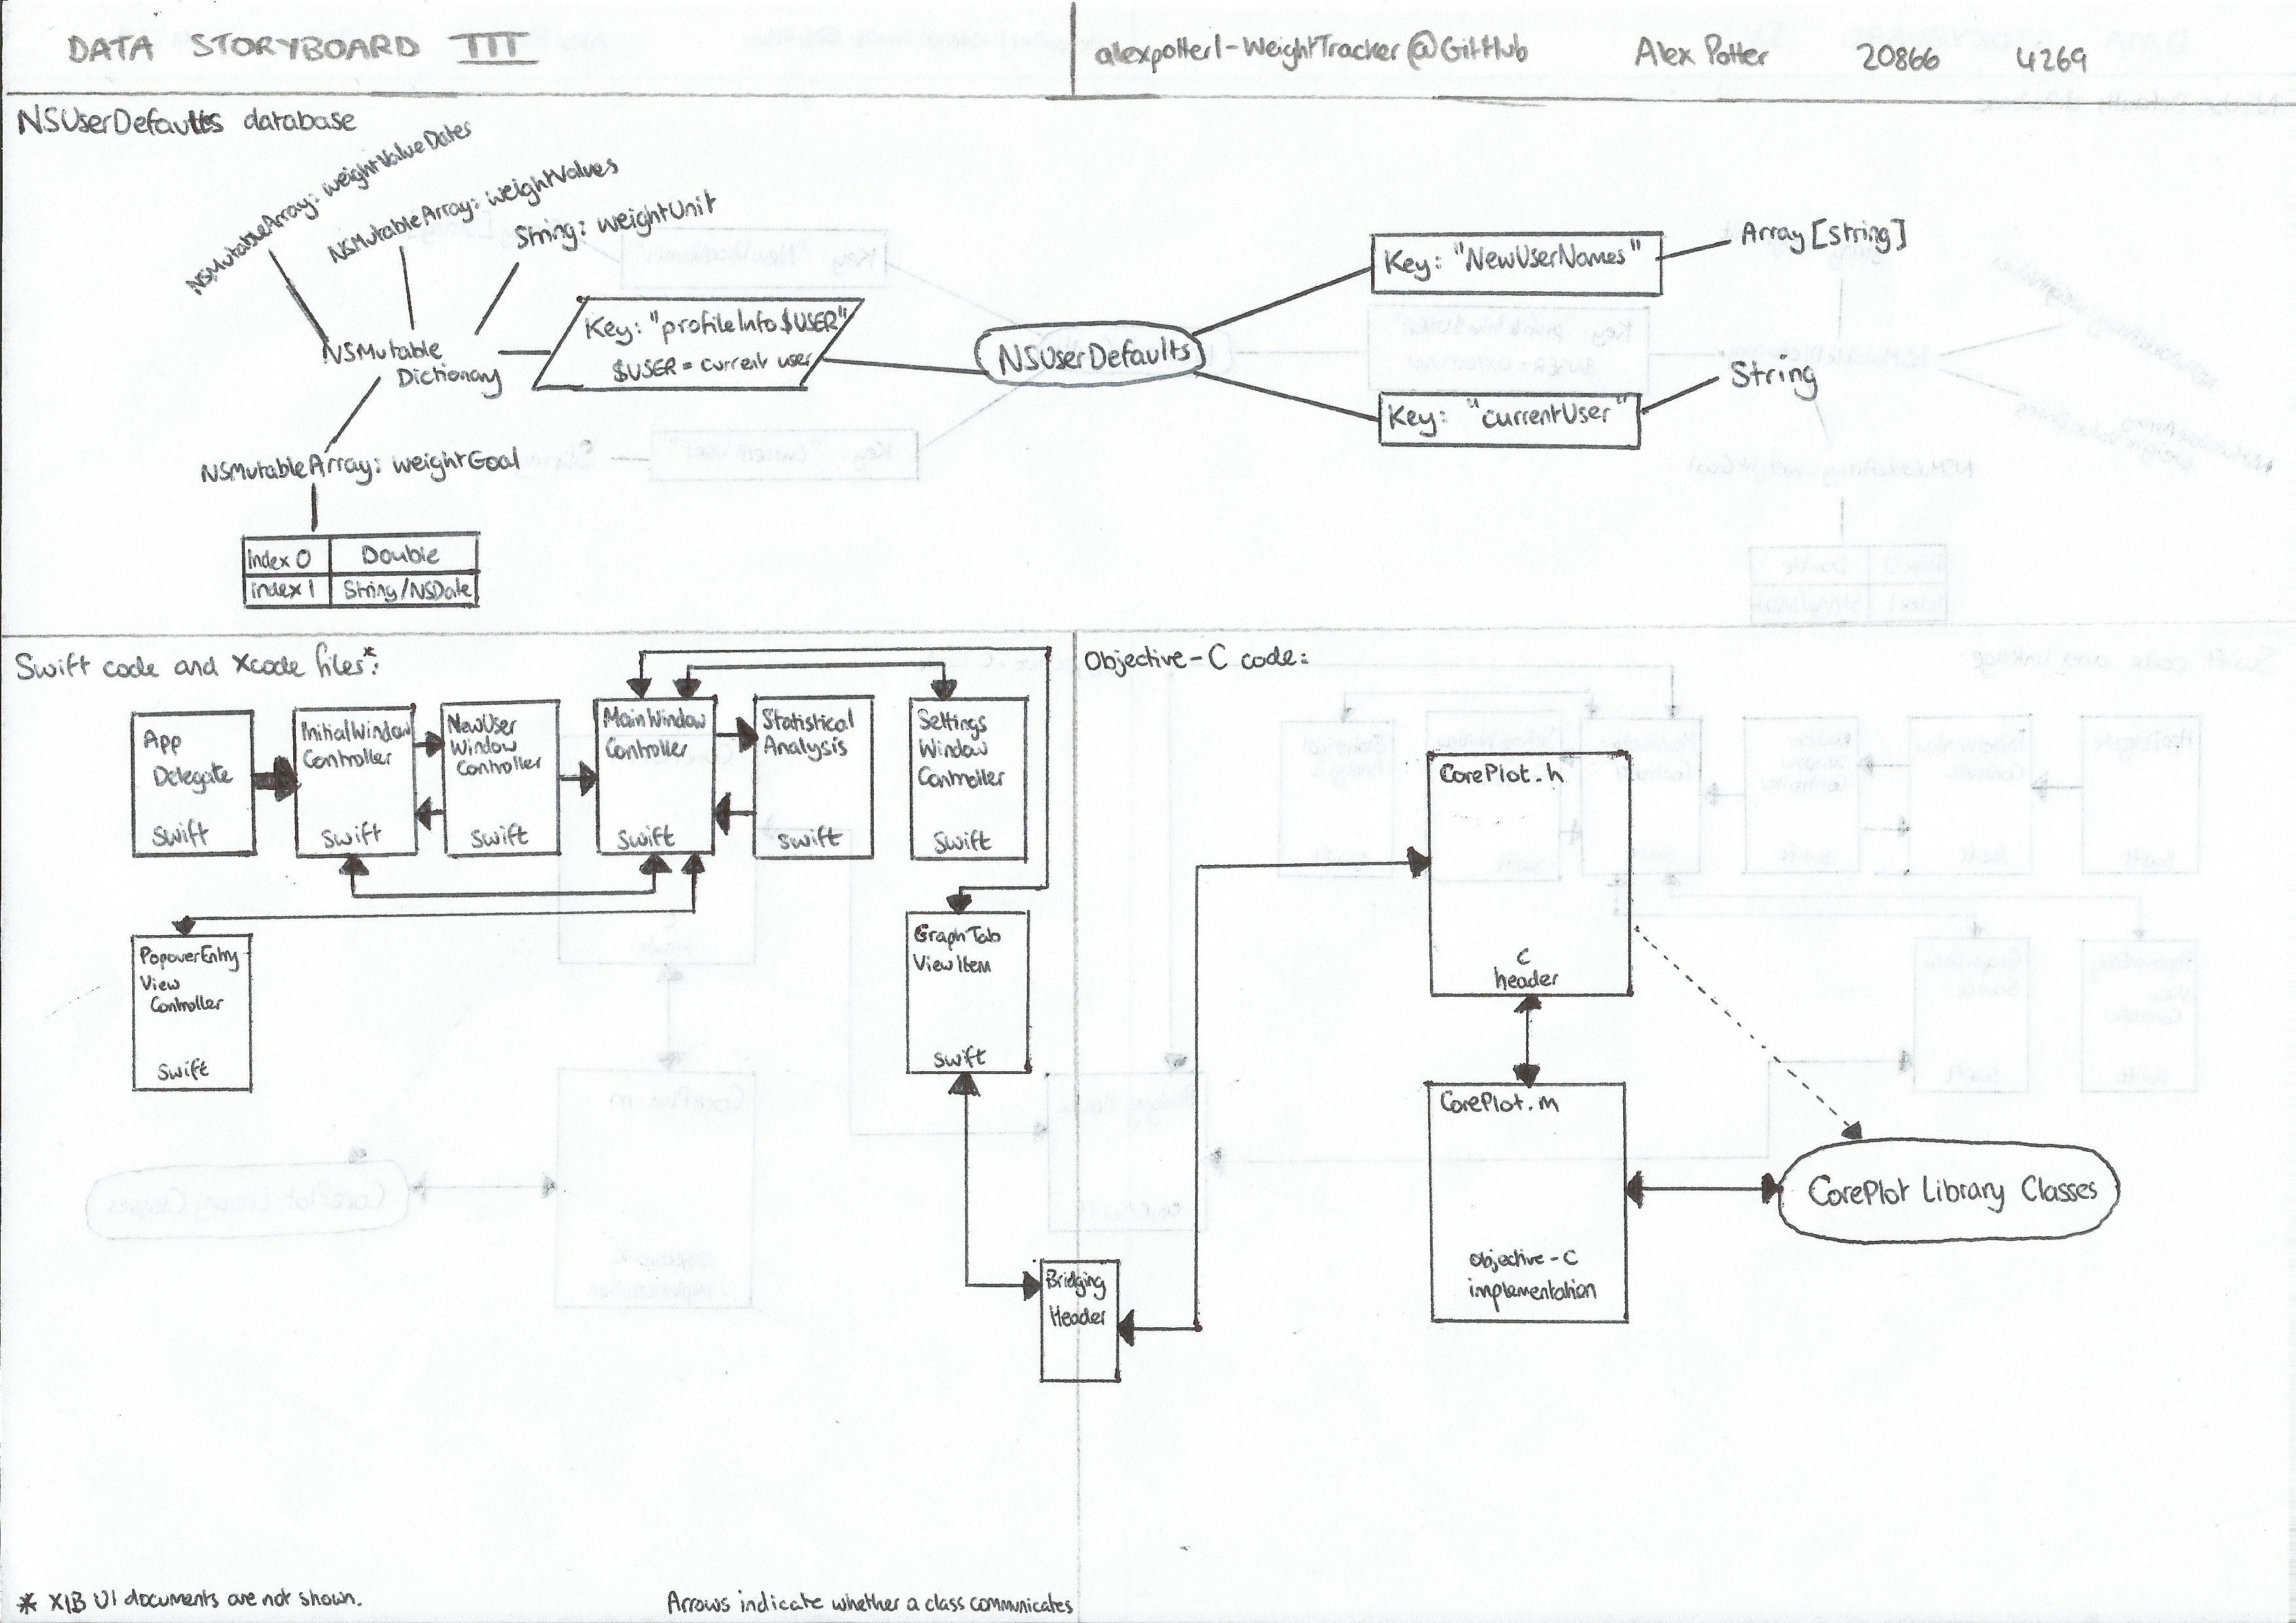 DATA STORYBOARD III
alexpotter1-WeightTracker@GitHub Alex Potter 20866 4269
NSUserDefaults database
NSMutableArray: weightValueDates
NSMutableArray: weightValues
String: weightUnit
NSMutable
Dictionary
Key: "profileInfo$USER"
$USER = current user
NSUserDefaults
Key: "NewUserNames"
Array [String]
Key: "currentUser"
String
NSMutableArray: weightGoal
Index 0 Double
Index 1 String/NSDate
Swift code and Xcode files*:
App
Delegate
Swift
InitialWindow
Controller
Swift
NewUser
Window
Controller
Swift
MainWindow
Controller
Swift
Statistical
Analysis
Swift
Settings
Window
Controller
Swift
PopoverEntry
View
Controller
Swift
GraphTab
ViewItem
Swift
Bridging
Header
Objective-C code:
CorePlot.h
C
header
CorePlot.m
Objective-C
implementation
CorePlot Library Classes
* XIB UI documents are not shown.
Arrows indicate whether a class communicates